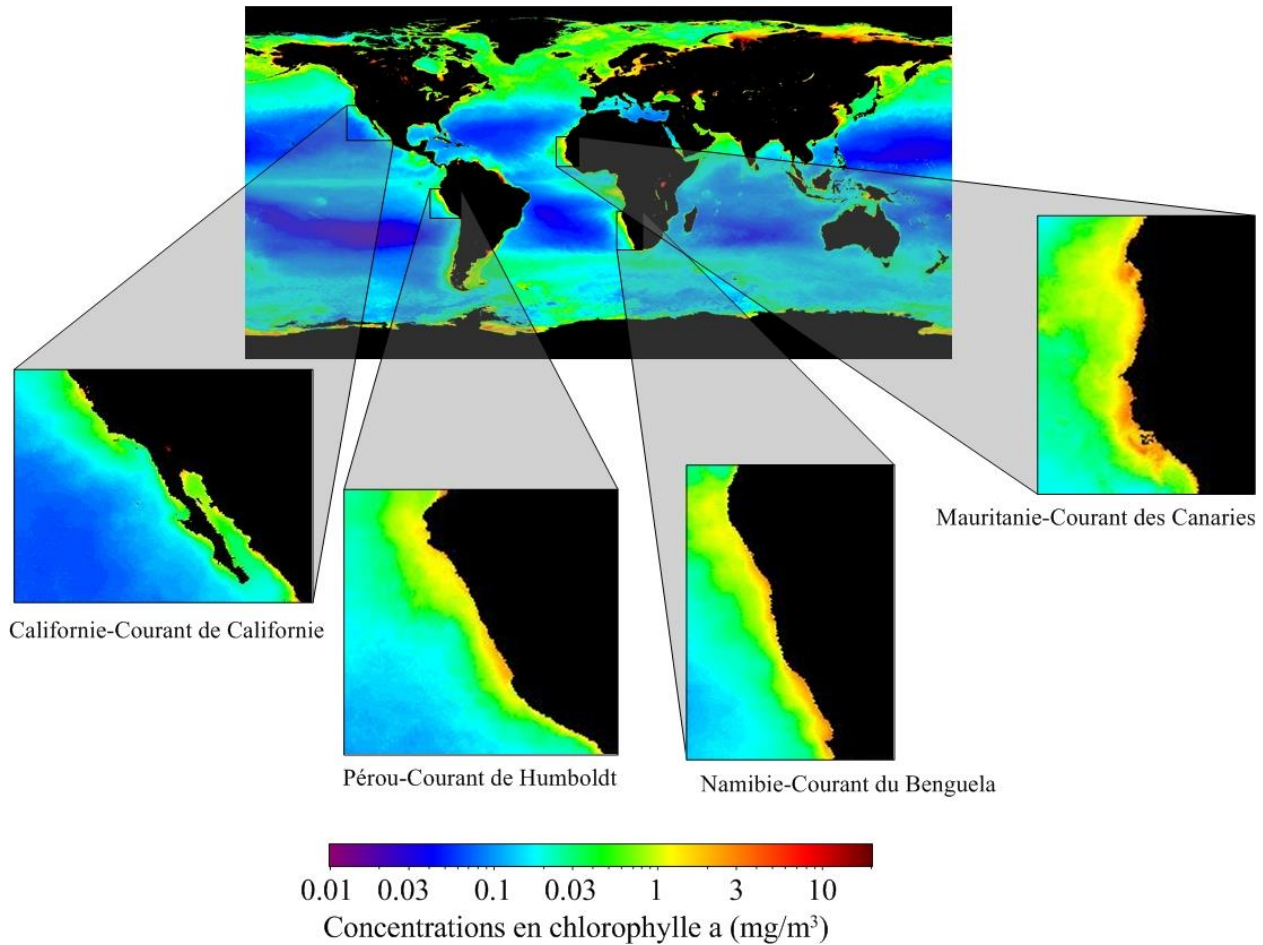 Mauritanie-Courant des Canaries
Californie-Courant de Californie
Pérou-Courant de Humboldt
Namibie-Courant du Benguela
0.01 0.03 0.1 0.03 1 3 10
Concentrations en chlorophylle a (mg/m³)